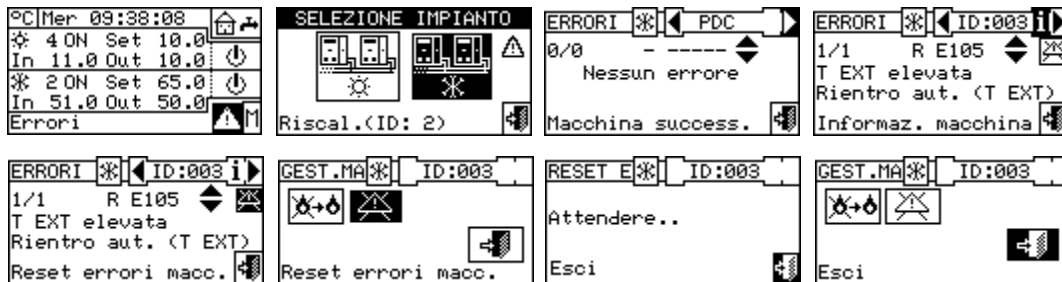 °C Mer 09:38:08
4 ON Set 10.0
In 11.0 Out 10.0
2 ON Set 65.0
In 51.0 Out 50.0
Errori M
SELEZIONE IMPIANTO
Riscal.(ID: 2)
ERRORI PDC
0/0 - -----
Nessun errore
Macchina success.
ERRORI ID:003 i
1/1 R E105
T EXT elevata
Rientro aut. (T EXT)
Informaz. macchina
ERRORI ID:003 i
1/1 R E105
T EXT elevata
Rientro aut. (T EXT)
Reset errori macc.
GEST.MA ID:003
Reset errori macc.
RESET E ID:003
Attendere..
Esci
GEST.MA ID:003
Esci